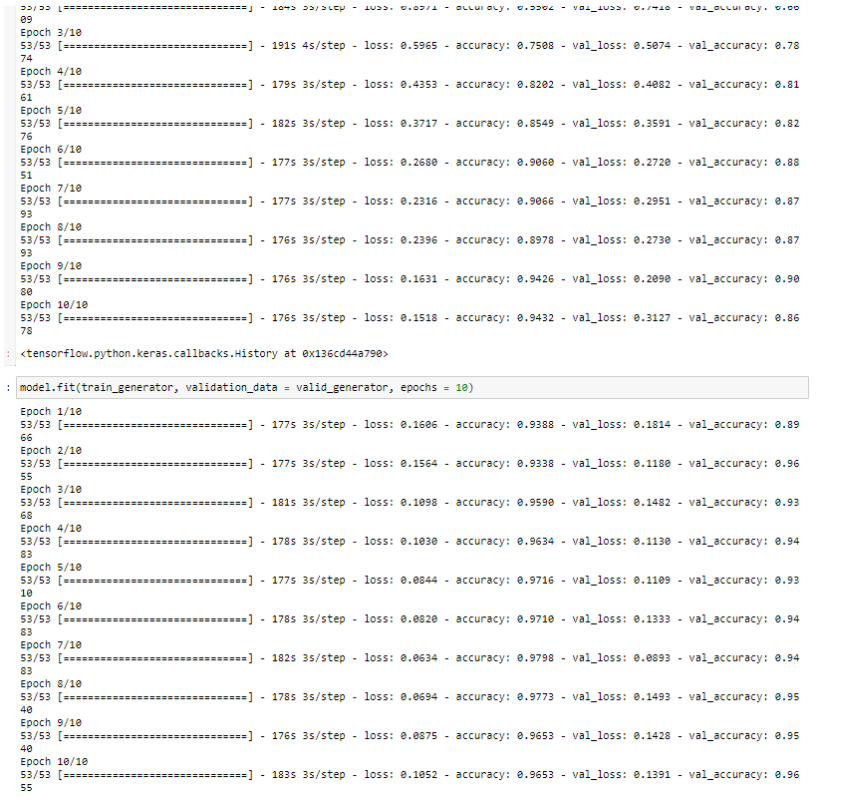 53/53 [==============================] - 184s 3s/step - loss: 0.8971 - accuracy: 0.5502 - val_loss: 0.7418 - val_accuracy: 0.66
09
Epoch 3/10
53/53 [==============================] - 191s 4s/step - loss: 0.5965 - accuracy: 0.7508 - val_loss: 0.5074 - val_accuracy: 0.78
74
Epoch 4/10
53/53 [==============================] - 179s 3s/step - loss: 0.4353 - accuracy: 0.8202 - val_loss: 0.4082 - val_accuracy: 0.81
61
Epoch 5/10
53/53 [==============================] - 182s 3s/step - loss: 0.3717 - accuracy: 0.8549 - val_loss: 0.3591 - val_accuracy: 0.82
76
Epoch 6/10
53/53 [==============================] - 177s 3s/step - loss: 0.2680 - accuracy: 0.9060 - val_loss: 0.2720 - val_accuracy: 0.88
51
Epoch 7/10
53/53 [==============================] - 177s 3s/step - loss: 0.2316 - accuracy: 0.9066 - val_loss: 0.2951 - val_accuracy: 0.87
93
Epoch 8/10
53/53 [==============================] - 176s 3s/step - loss: 0.2396 - accuracy: 0.8978 - val_loss: 0.2730 - val_accuracy: 0.87
93
Epoch 9/10
53/53 [==============================] - 176s 3s/step - loss: 0.1631 - accuracy: 0.9426 - val_loss: 0.2090 - val_accuracy: 0.90
80
Epoch 10/10
53/53 [==============================] - 176s 3s/step - loss: 0.1518 - accuracy: 0.9432 - val_loss: 0.3127 - val_accuracy: 0.86
78
: <tensorflow.python.keras.callbacks.History at 0x136cd44a790>
: model.fit(train_generator, validation_data = valid_generator, epochs = 10)
Epoch 1/10
53/53 [==============================] - 177s 3s/step - loss: 0.1606 - accuracy: 0.9388 - val_loss: 0.1814 - val_accuracy: 0.89
66
Epoch 2/10
53/53 [==============================] - 177s 3s/step - loss: 0.1564 - accuracy: 0.9338 - val_loss: 0.1180 - val_accuracy: 0.96
55
Epoch 3/10
53/53 [==============================] - 181s 3s/step - loss: 0.1098 - accuracy: 0.9590 - val_loss: 0.1482 - val_accuracy: 0.93
68
Epoch 4/10
53/53 [==============================] - 178s 3s/step - loss: 0.1030 - accuracy: 0.9634 - val_loss: 0.1130 - val_accuracy: 0.94
83
Epoch 5/10
53/53 [==============================] - 177s 3s/step - loss: 0.0844 - accuracy: 0.9716 - val_loss: 0.1109 - val_accuracy: 0.93
10
Epoch 6/10
53/53 [==============================] - 178s 3s/step - loss: 0.0820 - accuracy: 0.9710 - val_loss: 0.1333 - val_accuracy: 0.94
83
Epoch 7/10
53/53 [==============================] - 182s 3s/step - loss: 0.0634 - accuracy: 0.9798 - val_loss: 0.0893 - val_accuracy: 0.94
83
Epoch 8/10
53/53 [==============================] - 178s 3s/step - loss: 0.0694 - accuracy: 0.9773 - val_loss: 0.1493 - val_accuracy: 0.95
40
Epoch 9/10
53/53 [==============================] - 176s 3s/step - loss: 0.0875 - accuracy: 0.9653 - val_loss: 0.1428 - val_accuracy: 0.95
40
Epoch 10/10
53/53 [==============================] - 183s 3s/step - loss: 0.1052 - accuracy: 0.9653 - val_loss: 0.1391 - val_accuracy: 0.96
55